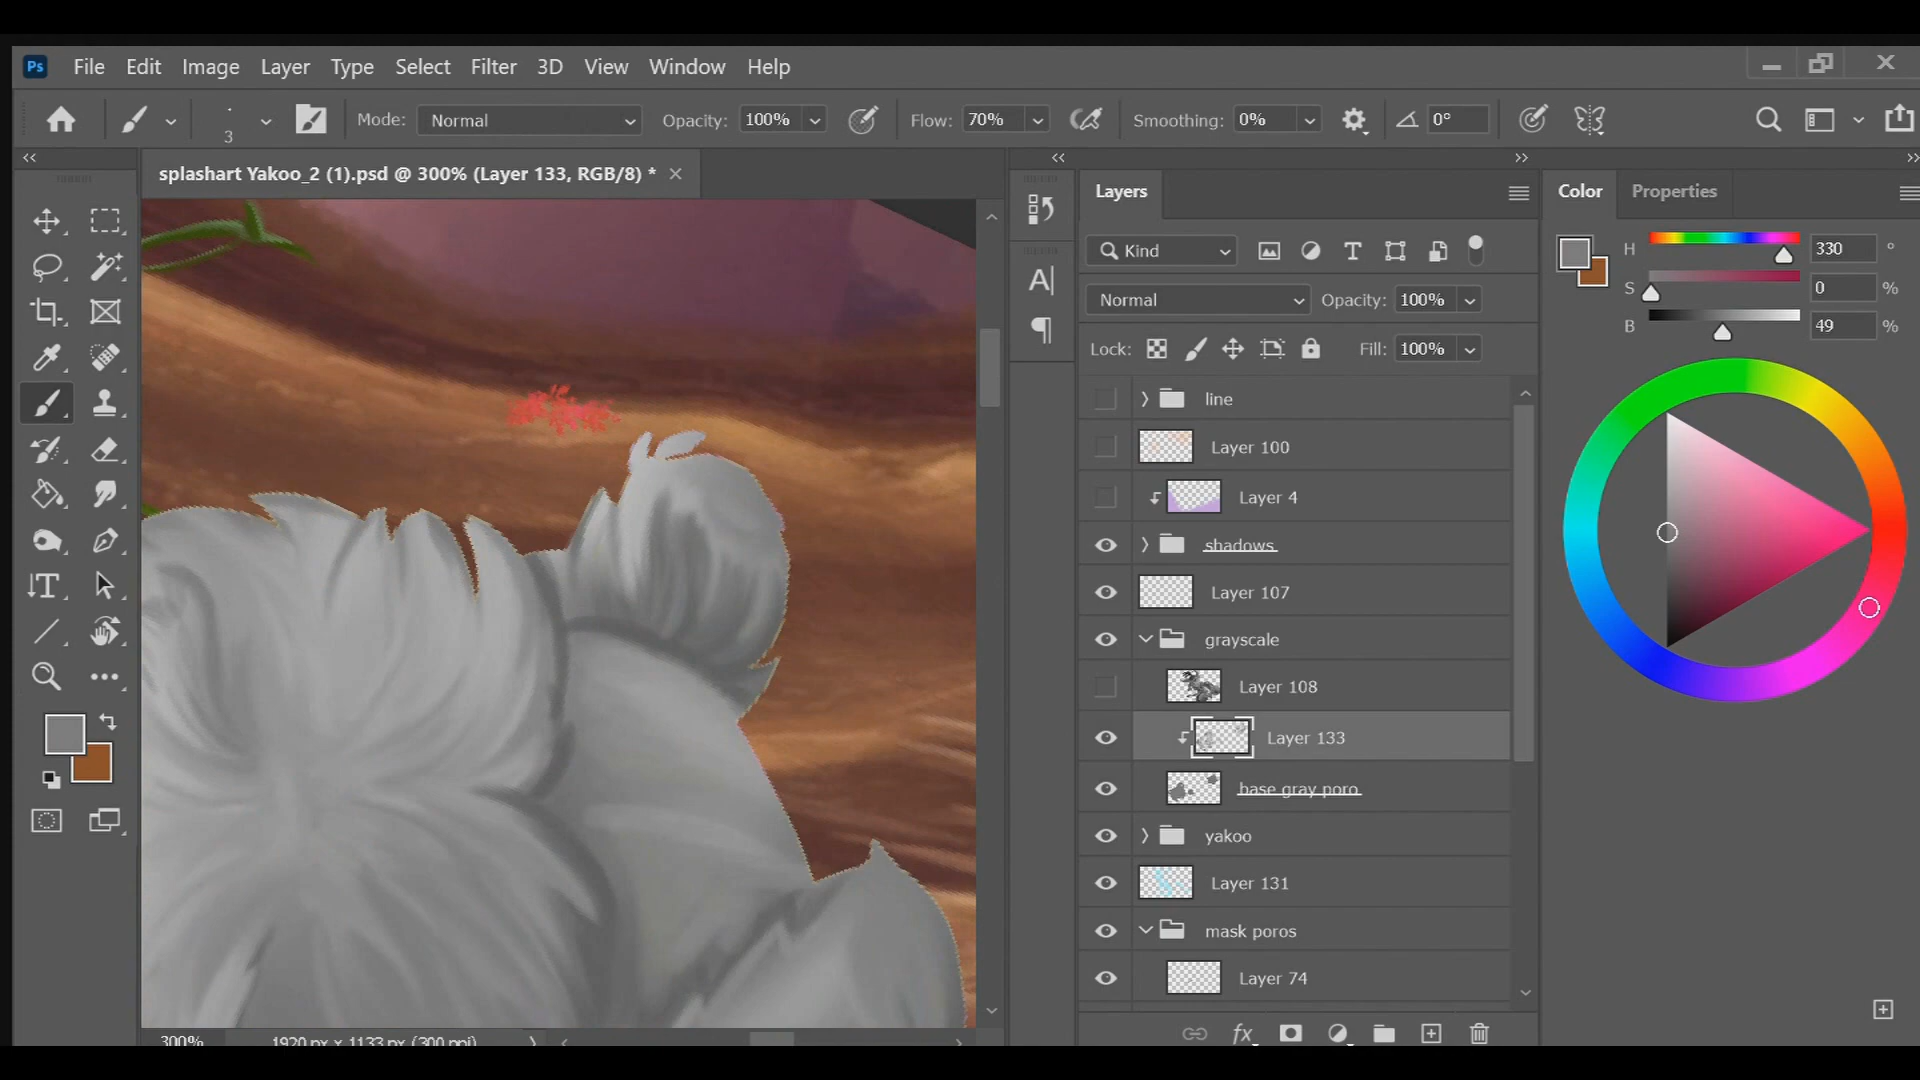 Ps File Edit Image Layer Type Select Filter 3D View Window Help
3 Mode: Normal Opacity: 100% Flow: 70% Smoothing: 0% 0°
splashart Yakoo_2 (1).psd @ 300% (Layer 133, RGB/8) *
Layers
Kind
Normal Opacity: 100%
Lock: Fill: 100%
line
Layer 100
Layer 4
shadows
Layer 107
grayscale
Layer 108
Layer 133
base gray poro
yakoo
Layer 131
mask poros
Layer 74
fx
Color Properties
H 330 °
S 0 %
B 49 %
300% 1920 px x 1133 px (300 ppi)